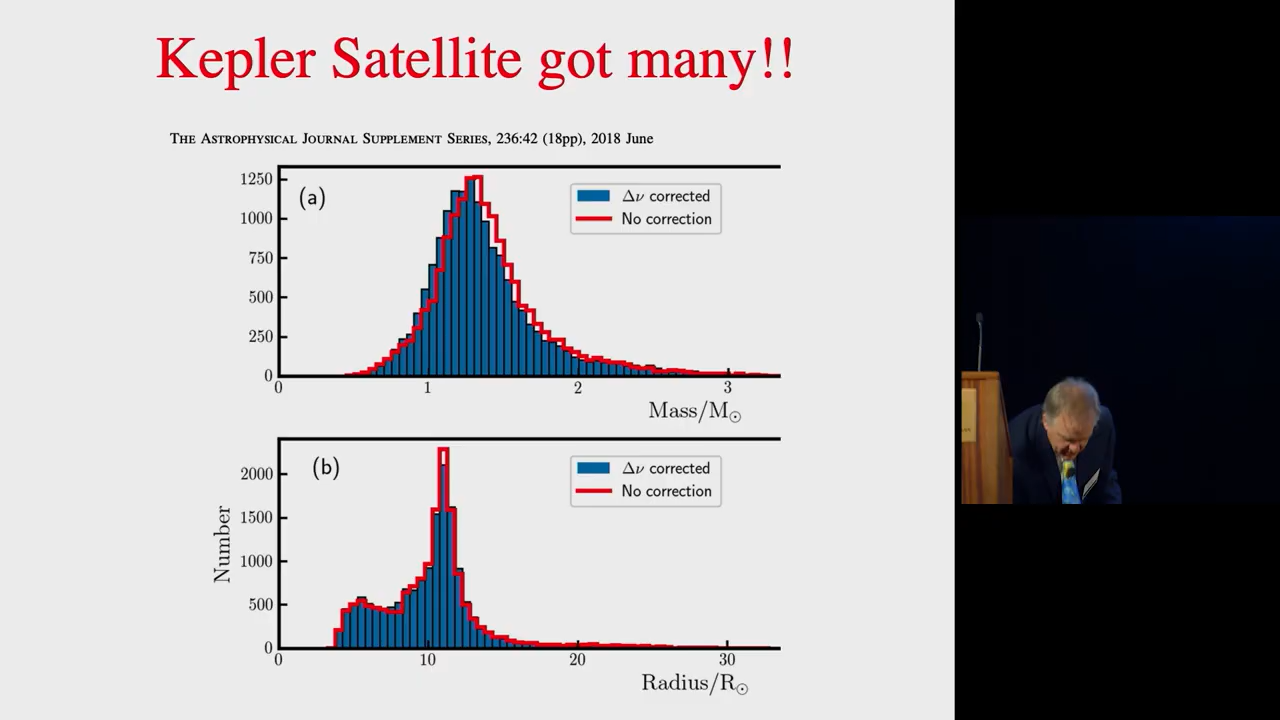 Kepler Satellite got many!!
The Astrophysical Journal Supplement Series, 236:42 (18pp), 2018 June
(a)
Δν corrected
No correction
1250
1000
750
500
250
0
0 1 2 3
Mass/M☉
(b)
Δν corrected
No correction
Number
2000
1500
1000
500
0
0 10 20 30
Radius/R☉